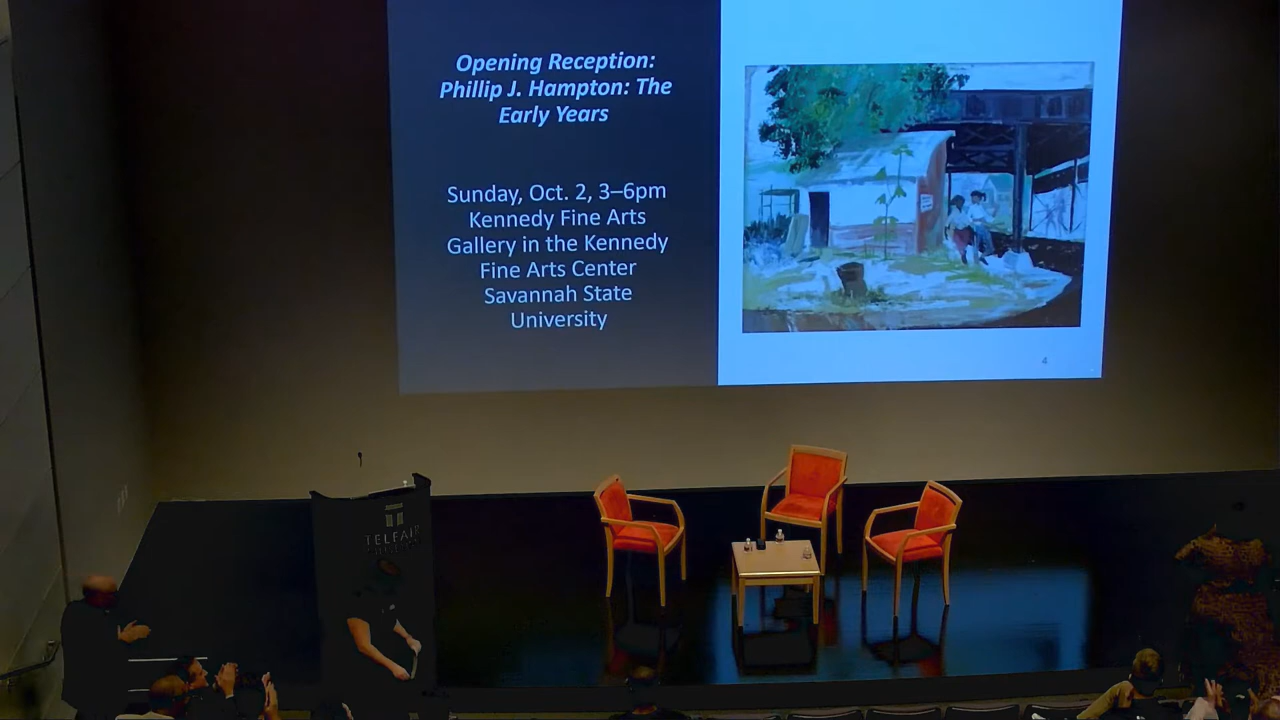 Opening Reception:
Phillip J. Hampton: The
Early Years
Sunday, Oct. 2, 3–6pm
Kennedy Fine Arts
Gallery in the Kennedy
Fine Arts Center
Savannah State
University
4
TELFAIR